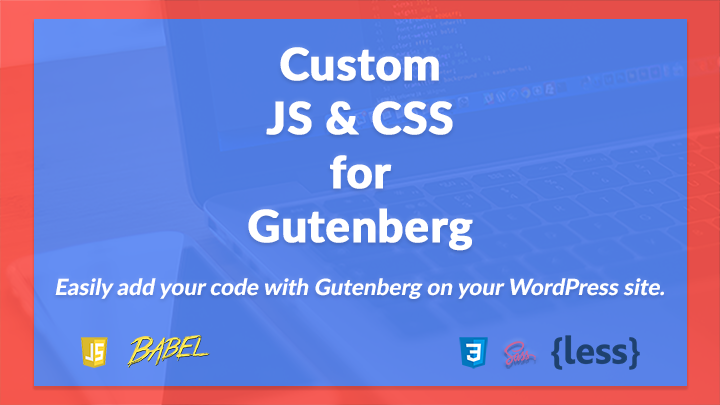 Custom
JS & CSS
for
Gutenberg
Easily add your code with Gutenberg on your WordPress site.
JS BABEL 3 Sass {less}